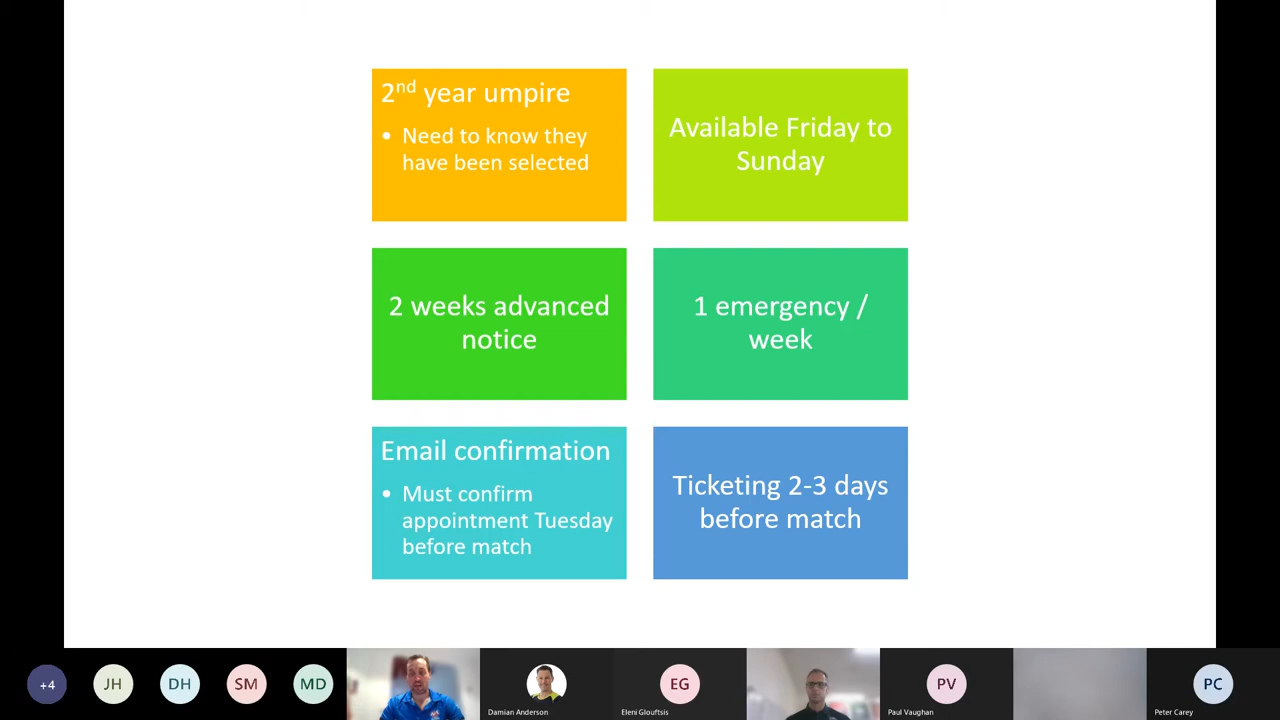 2nd year umpire
• Need to know they
have been selected
Available Friday to
Sunday
2 weeks advanced
notice
1 emergency /
week
Email confirmation
• Must confirm
appointment Tuesday
before match
Ticketing 2-3 days
before match
+4
JH
DH
SM
MD
Damian Anderson
EG
Eleni Glouftsis
PV
Paul Vaughan
PC
Peter Carey